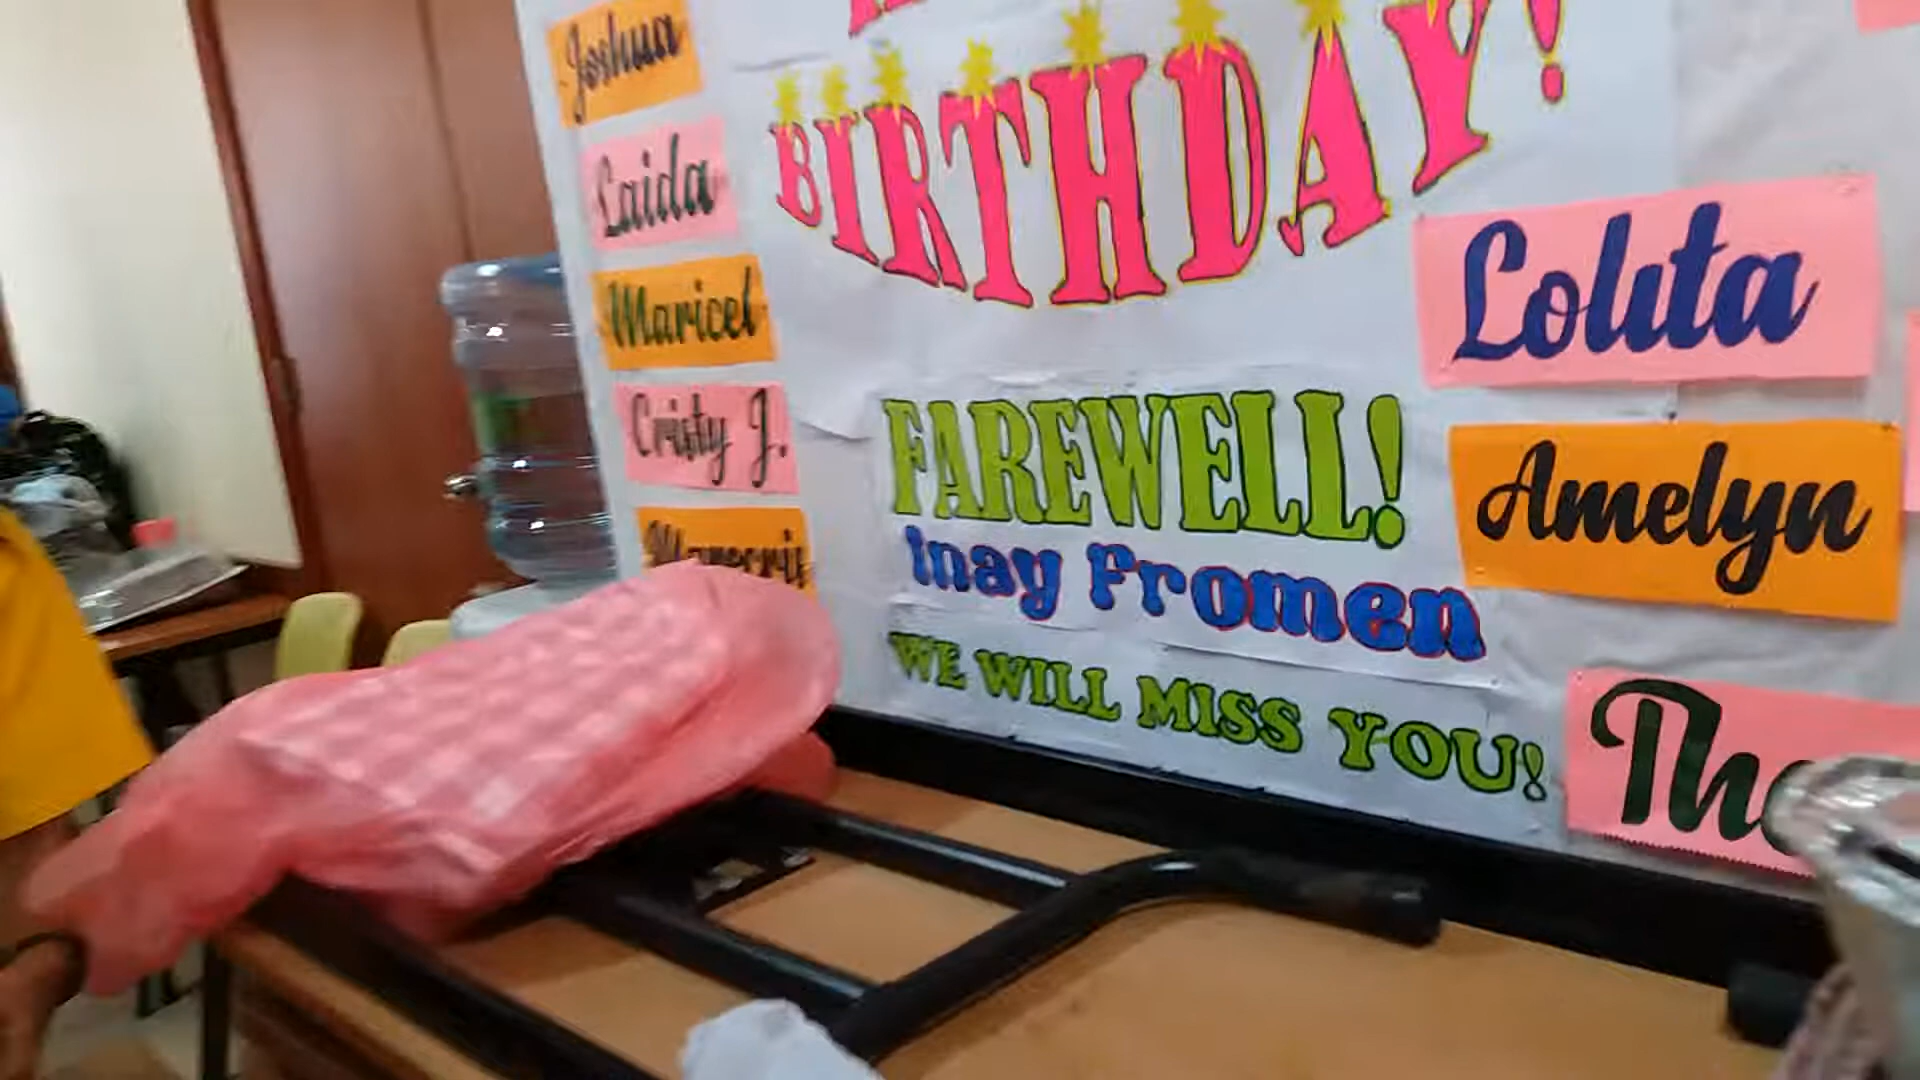 Joshua
Laida
Maricel
Cristy J.
BIRTHDAY!
FAREWELL!
Inay Fromen
WE WILL MISS YOU!
Lolita
Amelyn